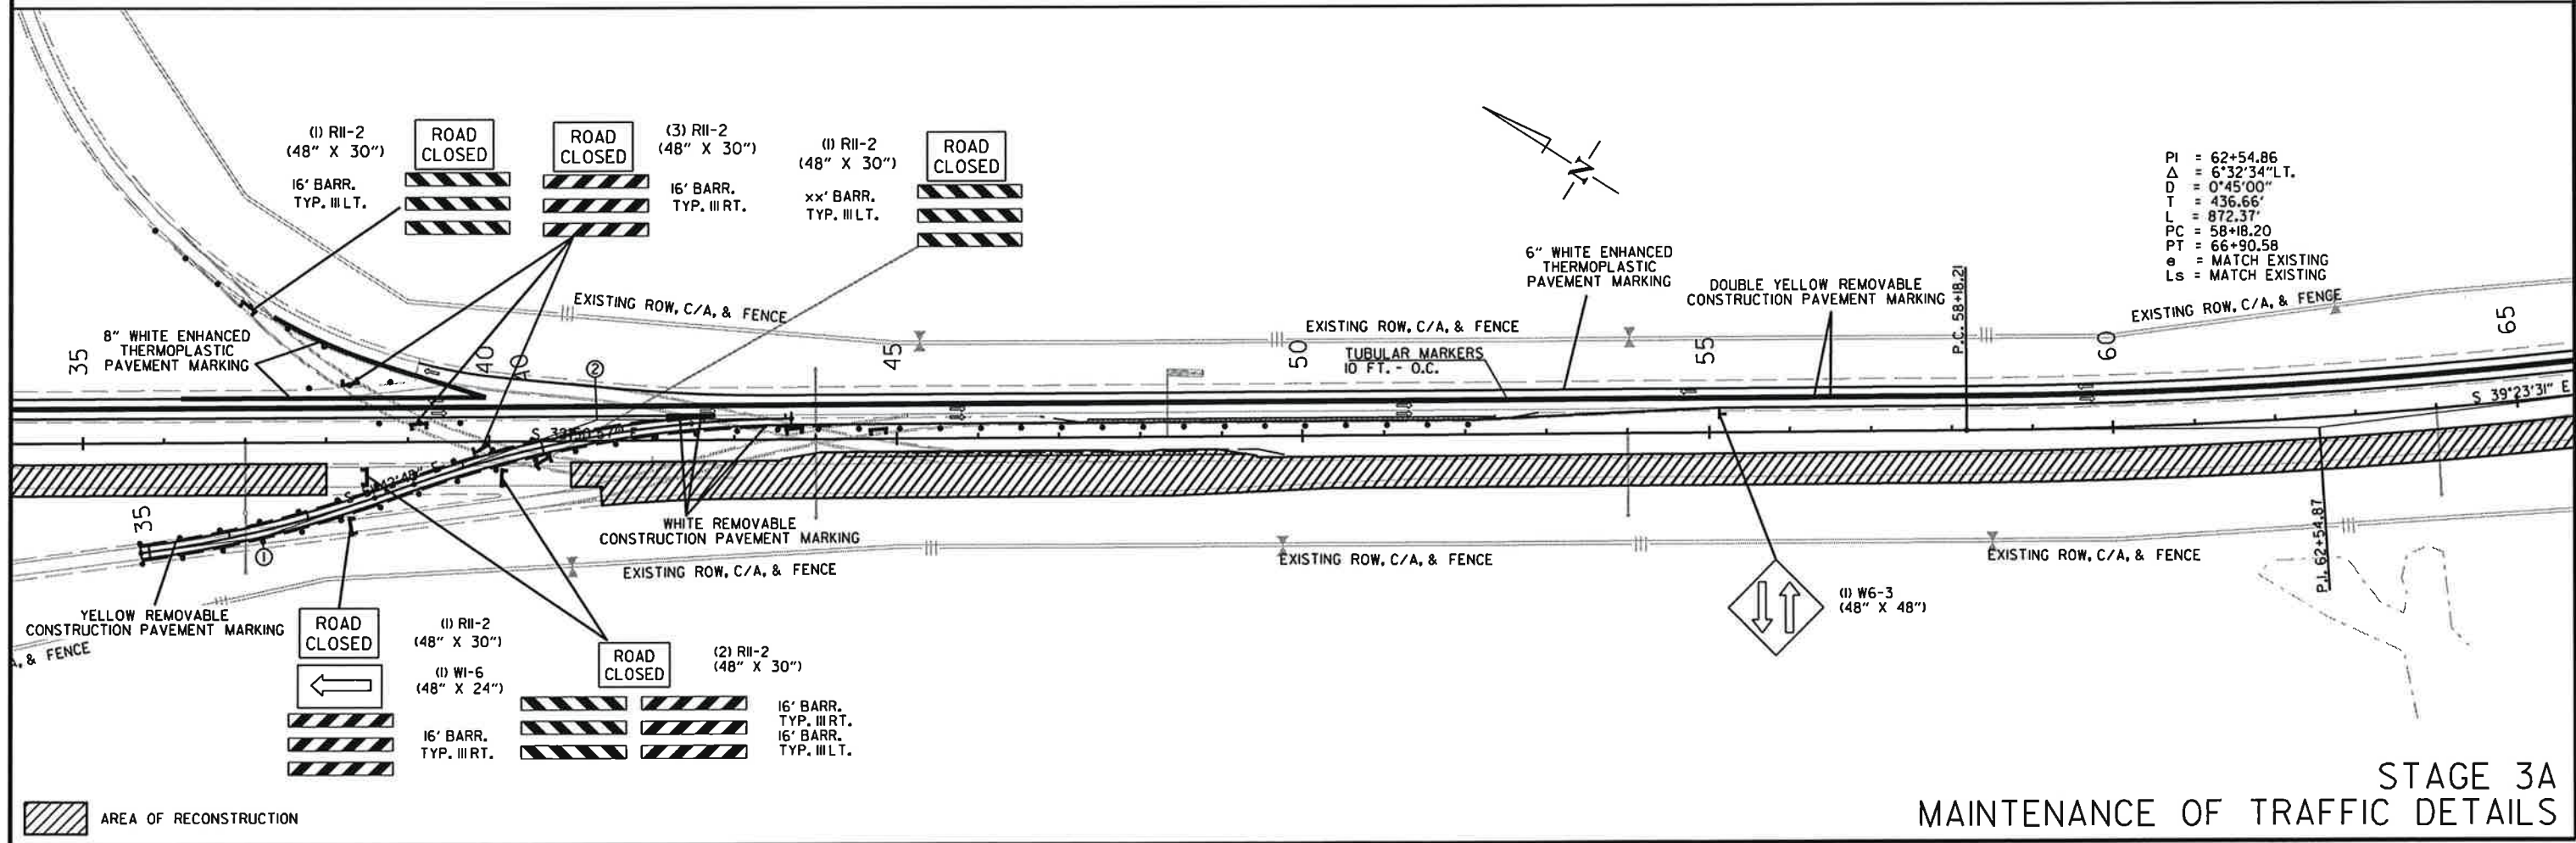 (1) R11-2
(48" X 30")
16' BARR.
TYP. III LT.
ROAD
CLOSED
ROAD
CLOSED
(3) R11-2
(48" X 30")
16' BARR.
TYP. III RT.
(1) R11-2
(48" X 30")
xx' BARR.
TYP. III LT.
ROAD
CLOSED
N
PI = 62+54.86
Δ = 6°32'34"LT.
D = 0°45'00"
T = 436.66'
L = 872.37'
PC = 58+18.20
PT = 66+90.58
e = MATCH EXISTING
Ls = MATCH EXISTING
6" WHITE ENHANCED
THERMOPLASTIC
PAVEMENT MARKING
DOUBLE YELLOW REMOVABLE
CONSTRUCTION PAVEMENT MARKING
P.C. 58+18.21
EXISTING ROW, C/A, & FENCE
EXISTING ROW, C/A, & FENCE
EXISTING ROW, C/A, & FENCE
8" WHITE ENHANCED
THERMOPLASTIC
PAVEMENT MARKING
TUBULAR MARKERS
10 FT. - O.C.
35
40
40
2
45
50
55
60
65
S 39°23'31" E
35
1
WHITE REMOVABLE
CONSTRUCTION PAVEMENT MARKING
EXISTING ROW, C/A, & FENCE
EXISTING ROW, C/A, & FENCE
EXISTING ROW, C/A, & FENCE
P.I. 62+54.87
YELLOW REMOVABLE
CONSTRUCTION PAVEMENT MARKING
& FENCE
ROAD
CLOSED
(1) R11-2
(48" X 30")
(1) W1-6
(48" X 24")
16' BARR.
TYP. III RT.
ROAD
CLOSED
(2) R11-2
(48" X 30")
16' BARR.
TYP. III RT.
16' BARR.
TYP. III LT.
(1) W6-3
(48" X 48")
AREA OF RECONSTRUCTION
STAGE 3A
MAINTENANCE OF TRAFFIC DETAILS